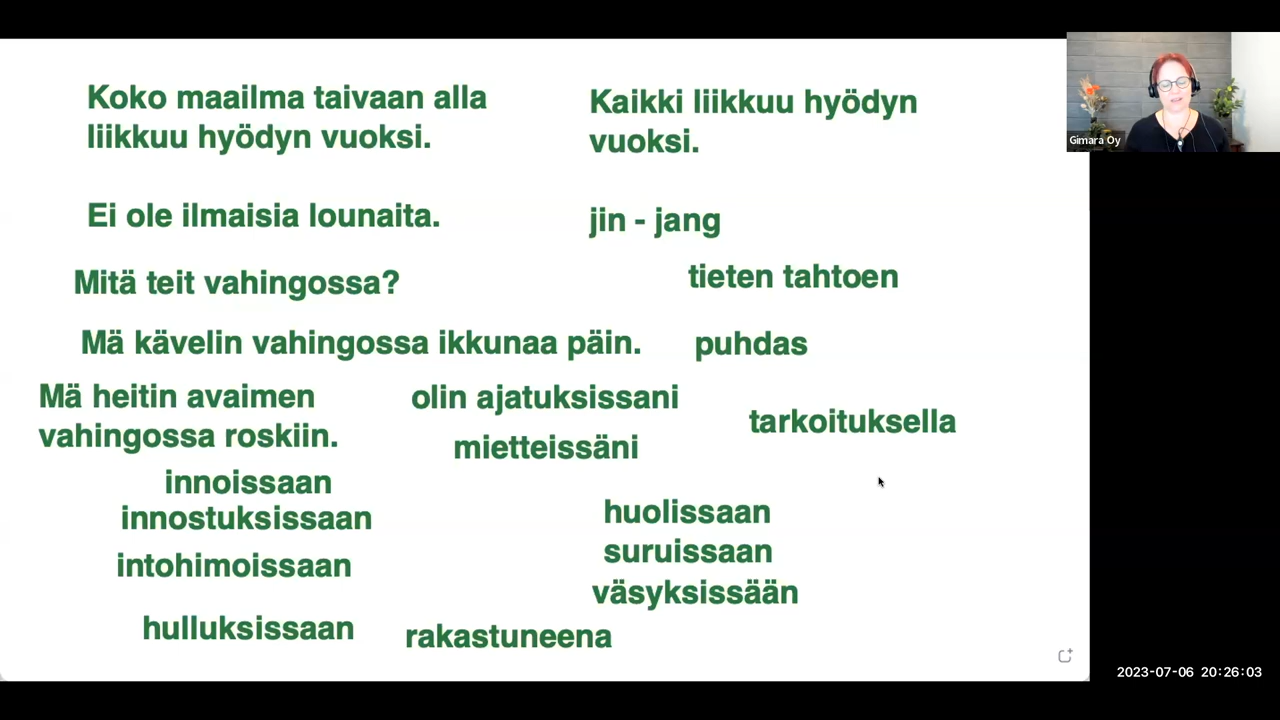 Koko maailma taivaan alla
liikkuu hyödyn vuoksi.
Kaikki liikkuu hyödyn
vuoksi.
Ei ole ilmaisia lounaita.
jin - jang
Mitä teit vahingossa?
tieten tahtoen
Mä kävelin vahingossa ikkunaa päin.
puhdas
Mä heitin avaimen
vahingossa roskiin.
olin ajatuksissani
mietteissäni
tarkoituksella
innoissaan
innostuksissaan
intohimoissaan
hulluksissaan
huolissaan
suruissaan
väsyksissään
rakastuneena
Gimara Oy
2023-07-06 20:26:03